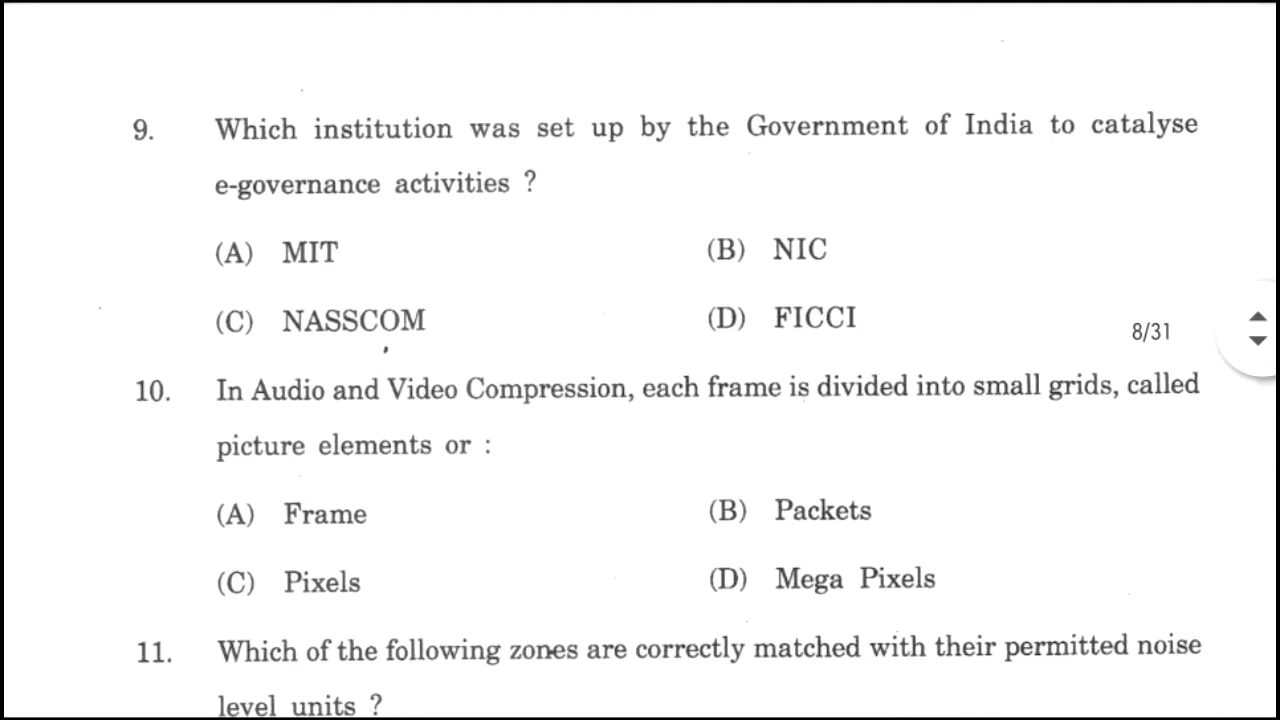 9. Which institution was set up by the Government of India to catalyse
e-governance activities ?
(A) MIT (B) NIC
(C) NASSCOM (D) FICCI
8/31
10. In Audio and Video Compression, each frame is divided into small grids, called
picture elements or :
(A) Frame (B) Packets
(C) Pixels (D) Mega Pixels
11. Which of the following zones are correctly matched with their permitted noise
level units ?